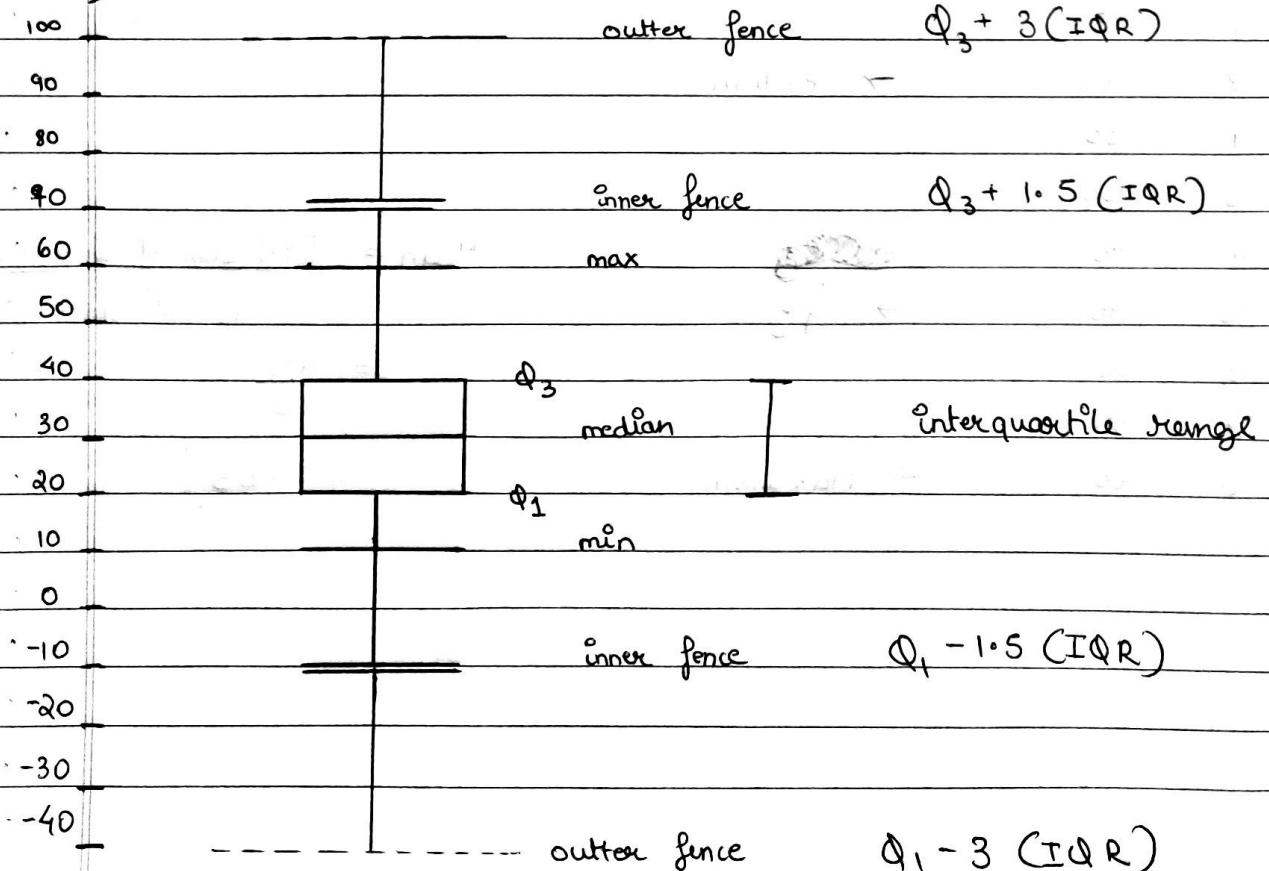 100 outter fence Q3 + 3 (IQR)
90
80
70 inner fence Q3 + 1.5 (IQR)
60 max
50
40 Q3
30 median interquartile range
20 Q1
10 min
0
-10 inner fence Q1 - 1.5 (IQR)
-20
-30
-40 outter fence Q1 - 3 (IQR)